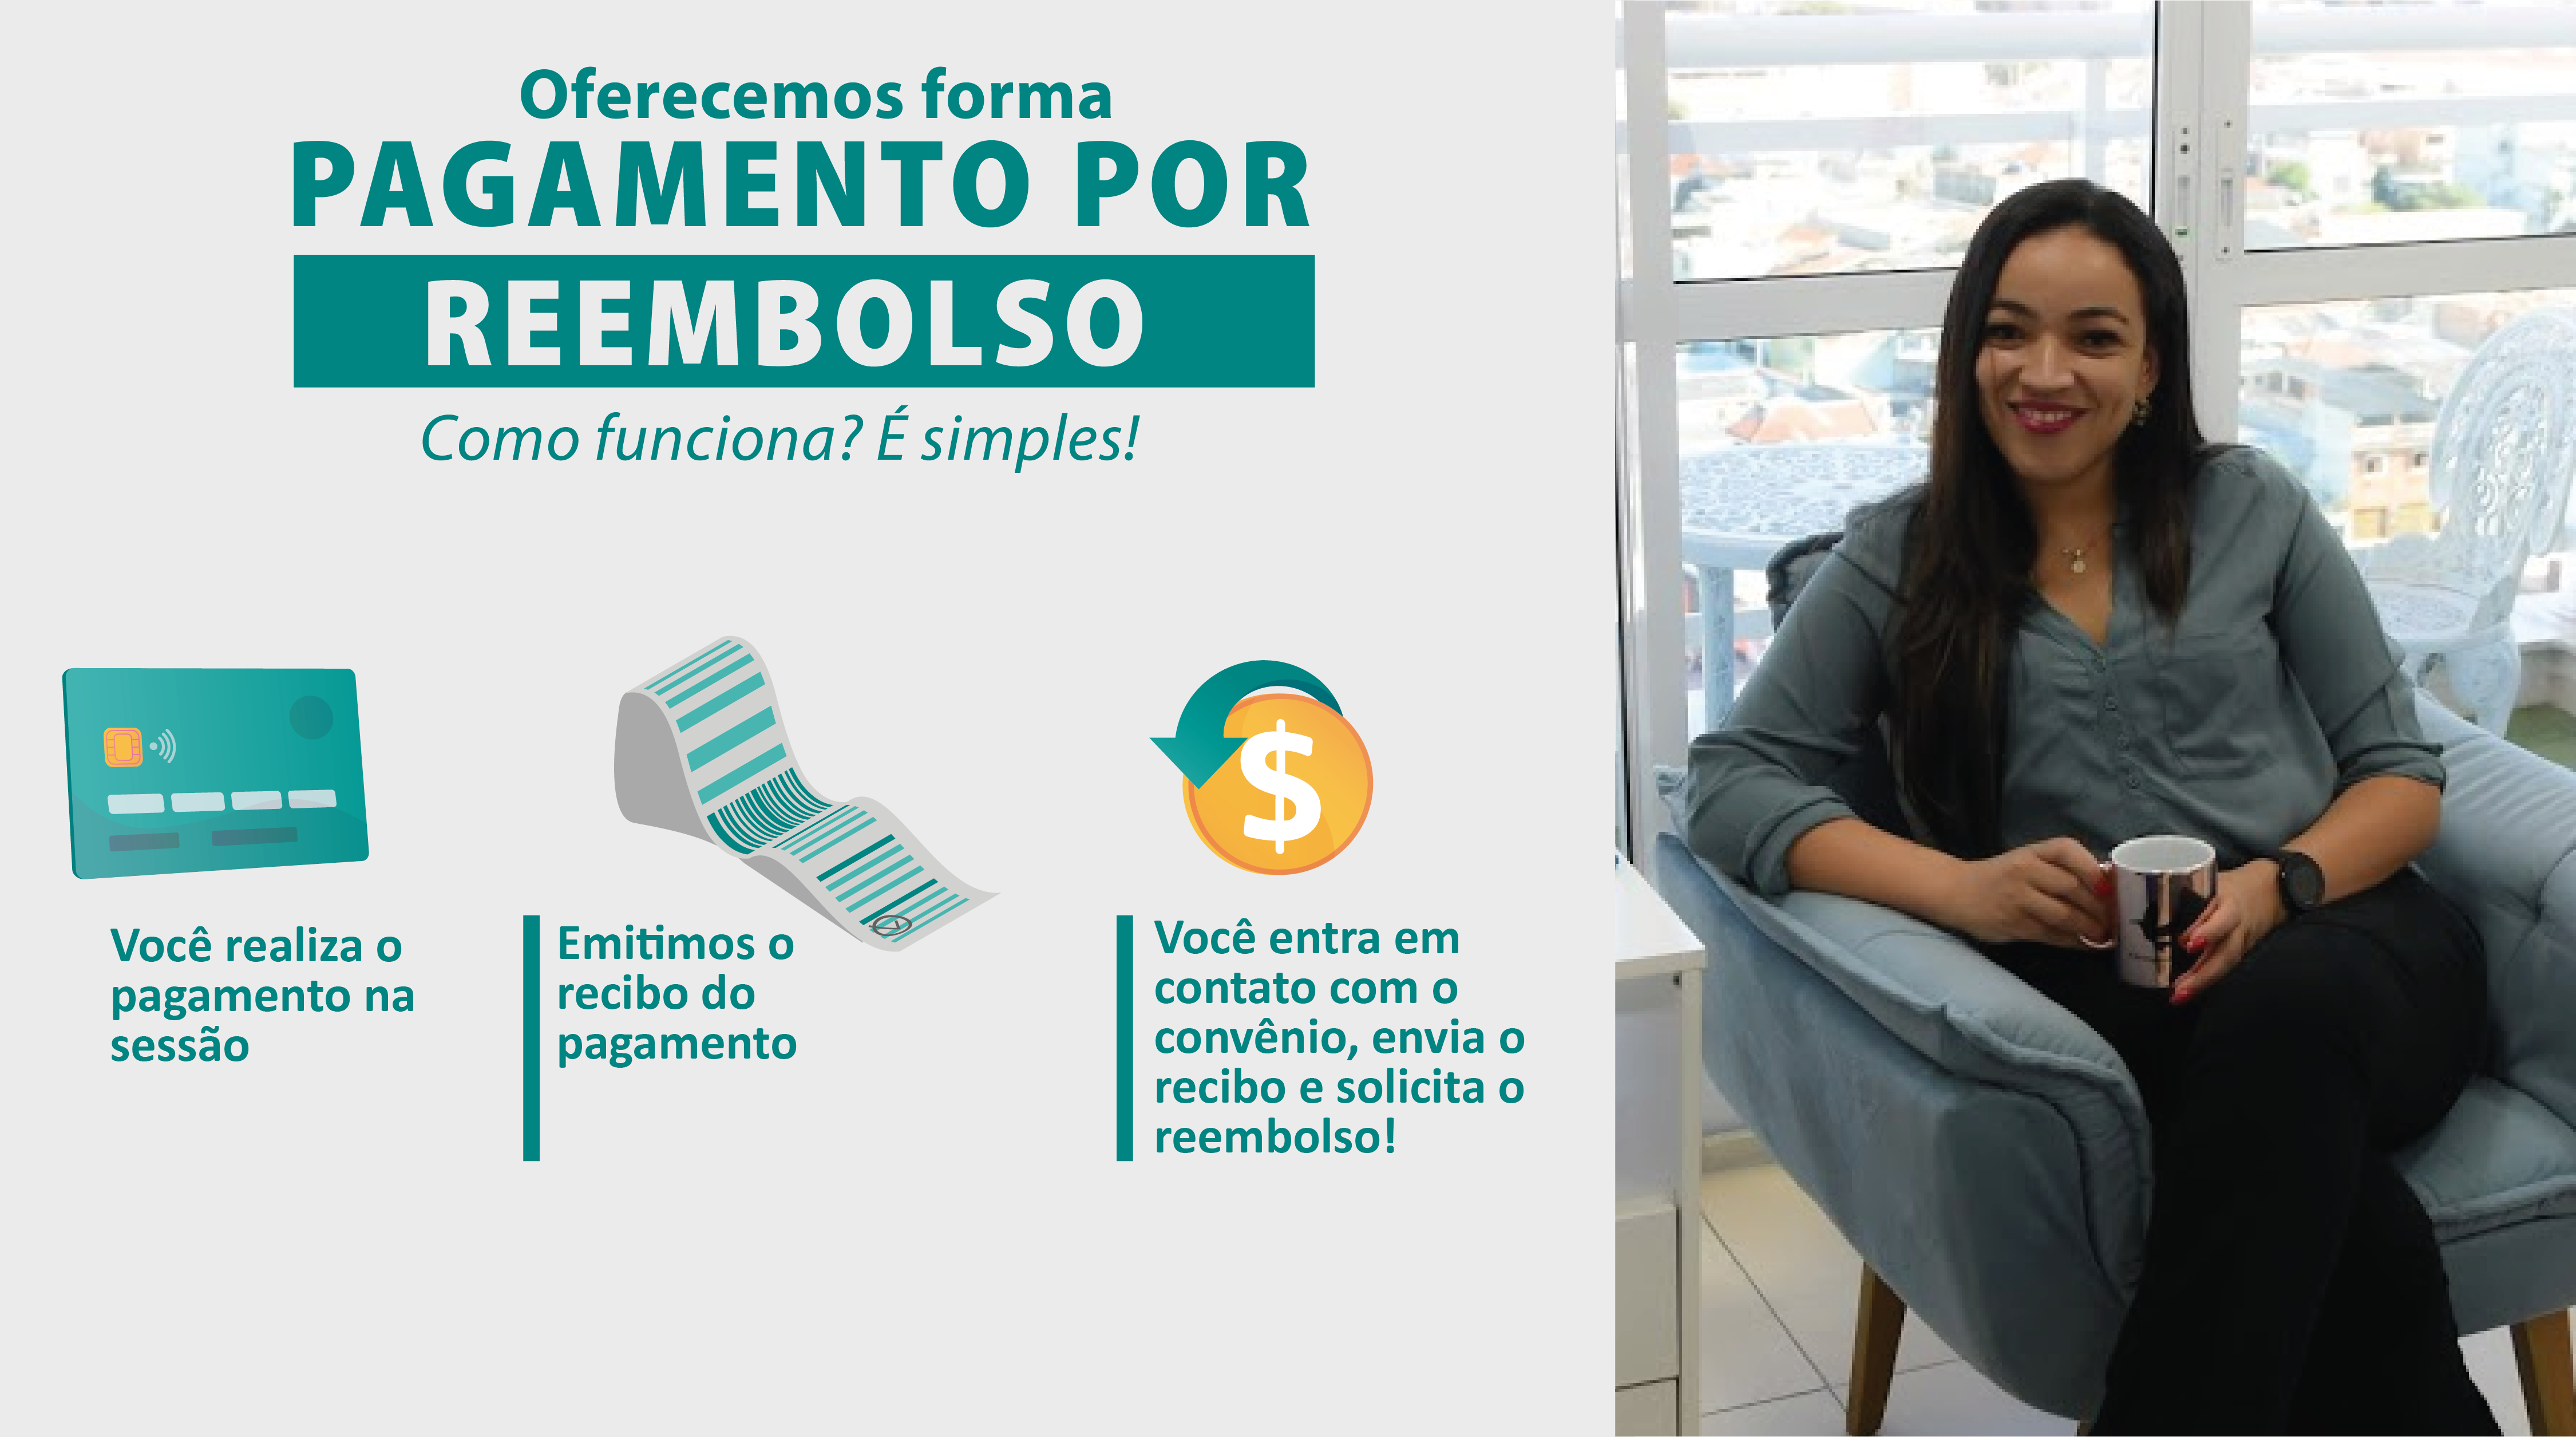 Oferecemos forma
PAGAMENTO POR
REEMBOLSO
Como funciona? É simples!
Você realiza o
pagamento na
sessão
Emitimos o
recibo do
pagamento
Você entra em
contato com o
convênio, envia o
recibo e solicita o
reembolso!